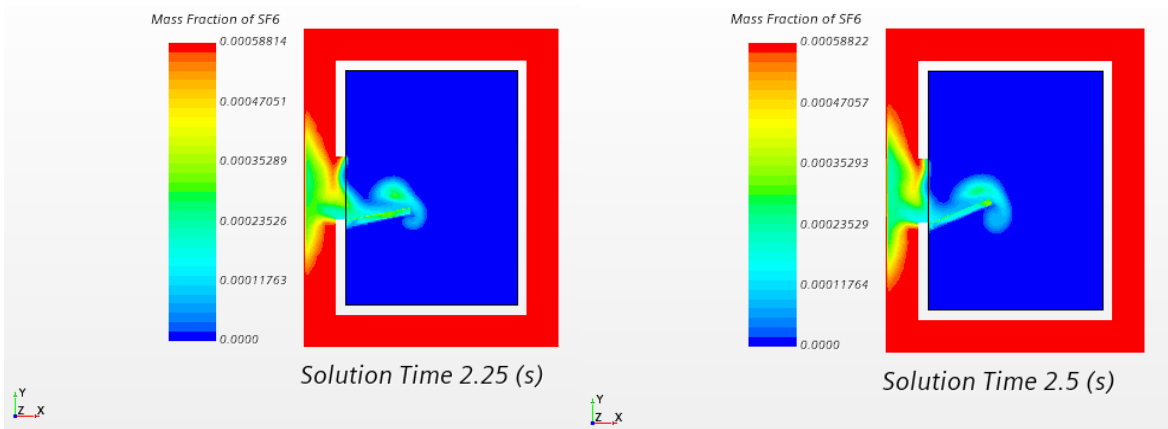 Mass Fraction of SF6
0.00058814
0.00047051
0.00035289
0.00023526
0.00011763
0.0000
Solution Time 2.25 (s)
Y
Z X
Mass Fraction of SF6
0.00058822
0.00047057
0.00035293
0.00023529
0.00011764
0.0000
Solution Time 2.5 (s)
Y
Z X